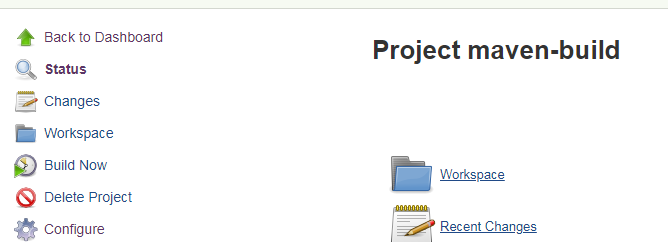 Back to Dashboard
Status
Changes
Workspace
Build Now
Delete Project
Configure
Project maven-build
Workspace
Recent Changes